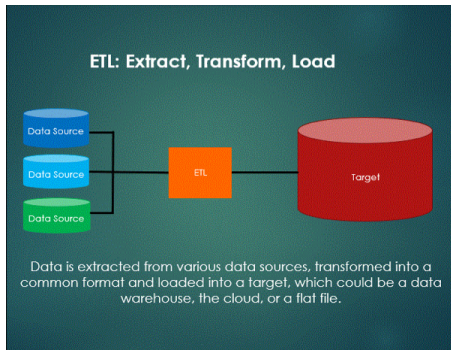 ETL: Extract, Transform, Load
Data Source
Data Source
ETL
Target
Data Source
Data is extracted from various data sources, transformed into a
common format and loaded into a target, which could be a data
warehouse, the cloud, or a flat file.